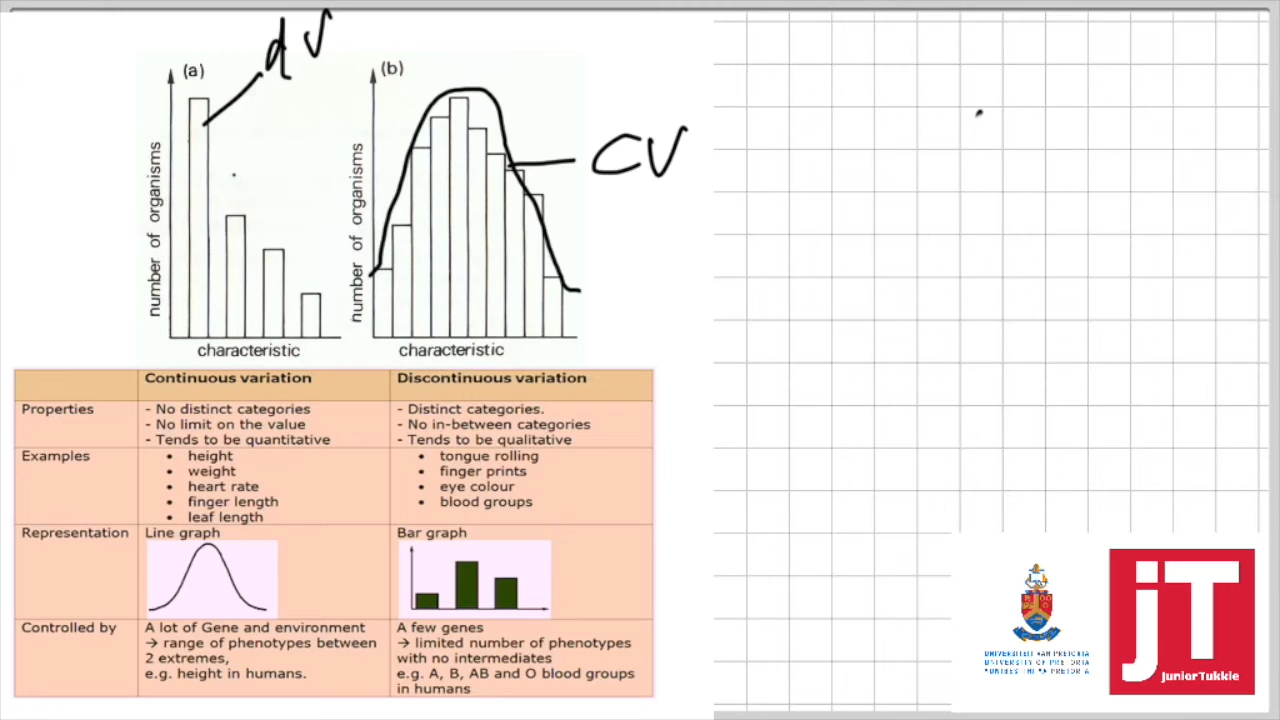 dv
(a)
(b)
cv
number of organisms
number of organisms
characteristic
characteristic
Continuous variation
Discontinuous variation
Properties
- No distinct categories
- No limit on the value
- Tends to be quantitative
- Distinct categories.
- No in-between categories
- Tends to be qualitative
Examples
• height
• weight
• heart rate
• finger length
• leaf length
• tongue rolling
• finger prints
• eye colour
• blood groups
Representation
Line graph
Bar graph
Controlled by
A lot of Gene and environment
→ range of phenotypes between
2 extremes,
e.g. height in humans.
A few genes
→ limited number of phenotypes
with no intermediates
e.g. A, B, AB and O blood groups
in humans
UNIVERSITEIT VAN PRETORIA
UNIVERSITY OF PRETORIA
YUNIBESITHI YA PRETORIA
jT
JuniorTukkie